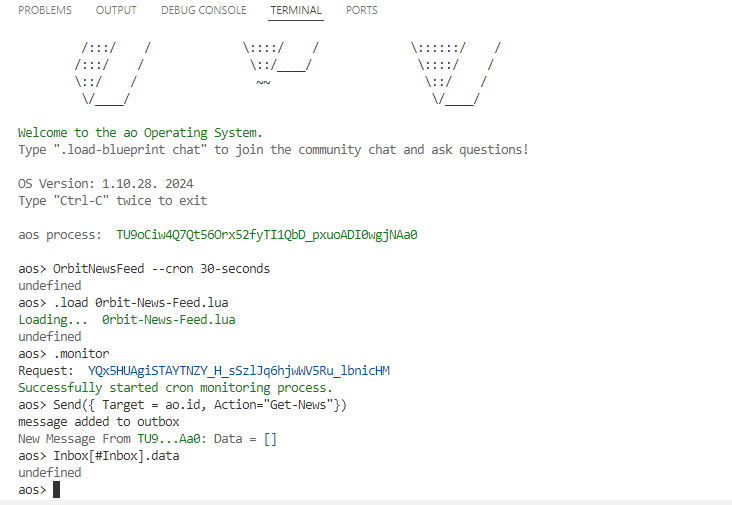 PROBLEMS OUTPUT DEBUG CONSOLE TERMINAL PORTS
/:::/ / \::::/ / \::::::/ /
/:::/ / \::/____/ \::::/ /
\::/ / ~~ \::/ /
\/____/ \/____/
Welcome to the ao Operating System.
Type ".load-blueprint chat" to join the community chat and ask questions!
OS Version: 1.10.28. 2024
Type "Ctrl-C" twice to exit
aos process: TU9oCiw4Q7Qt56Orx52fyTI1QbD_pxuoADI0wgjNAa0
aos> OrbitNewsFeed --cron 30-seconds
undefined
aos> .load 0rbit-News-Feed.lua
Loading... 0rbit-News-Feed.lua
undefined
aos> .monitor
Request: YQx5HUAgiSTAYTNZY_H_sSzlJq6hjwWV5Ru_lbnicHM
Successfully started cron monitoring process.
aos> Send({ Target = ao.id, Action="Get-News"})
message added to outbox
New Message From TU9...Aa0: Data = []
aos> Inbox[#Inbox].data
undefined
aos>